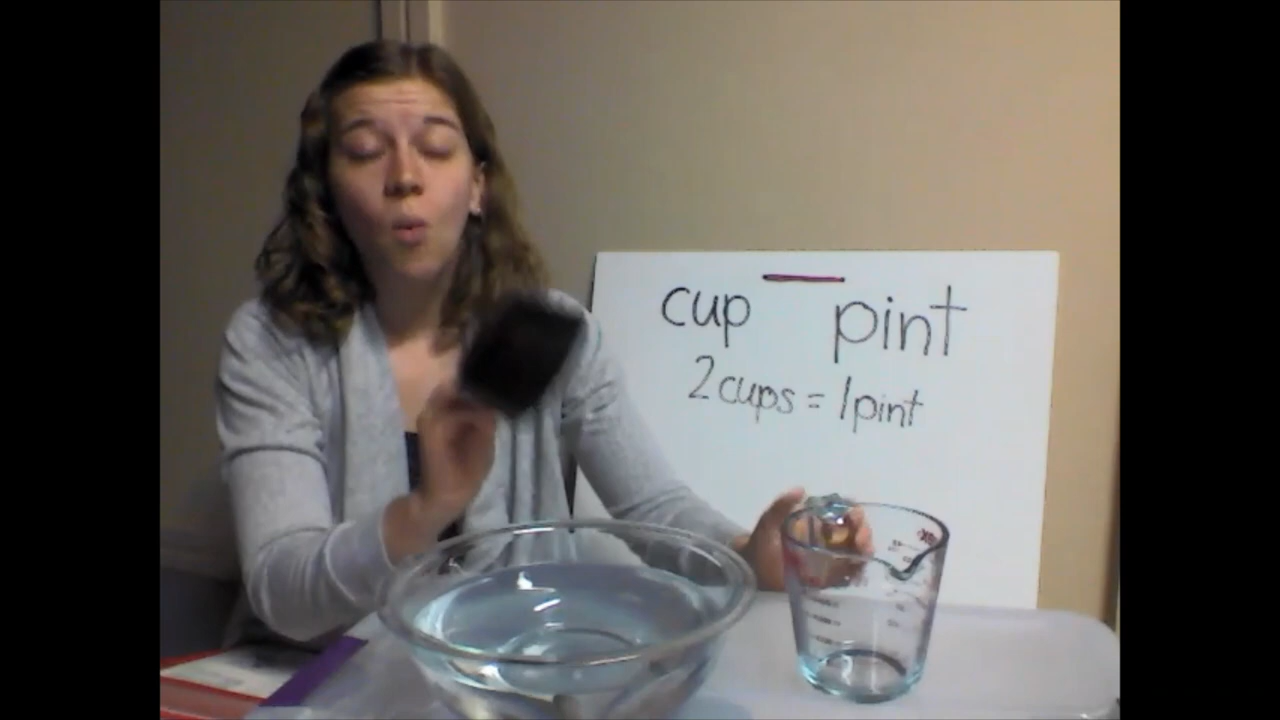 cup pint
2 cups = 1 pint